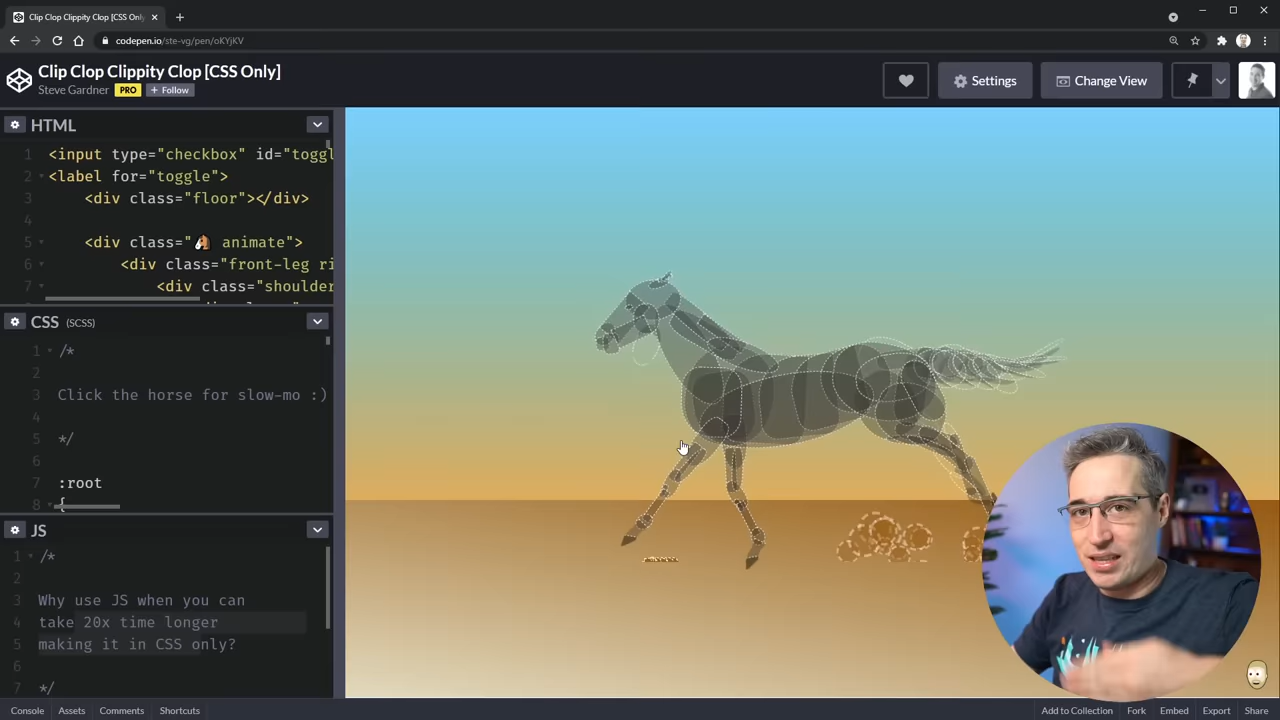 Clip Clop Clippity Clop [CSS Onl
codepen.io/ste-vg/pen/oKYjKV
Clip Clop Clippity Clop [CSS Only]
Steve Gardner PRO + Follow
Settings
Change View
HTML
1 <input type="checkbox" id="toggl
2 <label for="toggle">
3 <div class="floor"></div>
4
5 <div class="🐴 animate">
6 <div class="front-leg ri
7 <div class="shoulder
CSS (SCSS)
1 /*
2
3 Click the horse for slow-mo :)
4
5 */
6
7 :root
8 {
JS
1 /*
2
3 Why use JS when you can
4 take 20x time longer
5 making it in CSS only?
6
7 */
Console Assets Comments Shortcuts
Add to Collection Fork Embed Export Share